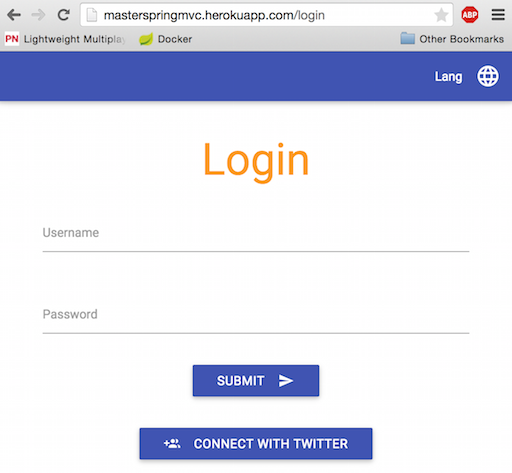 masterspringmvc.herokuapp.com/login ABP
PN Lightweight Multiplay Docker Other Bookmarks
Lang
Login
Username
Password
SUBMIT
CONNECT WITH TWITTER